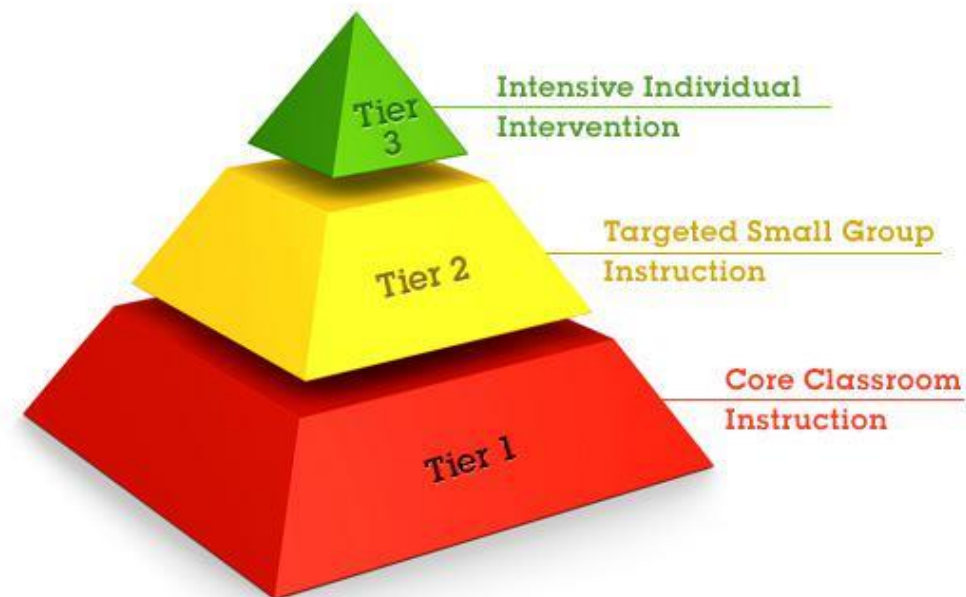 Tier
3
Intensive Individual
Intervention
Tier 2
Targeted Small Group
Instruction
Tier 1
Core Classroom
Instruction